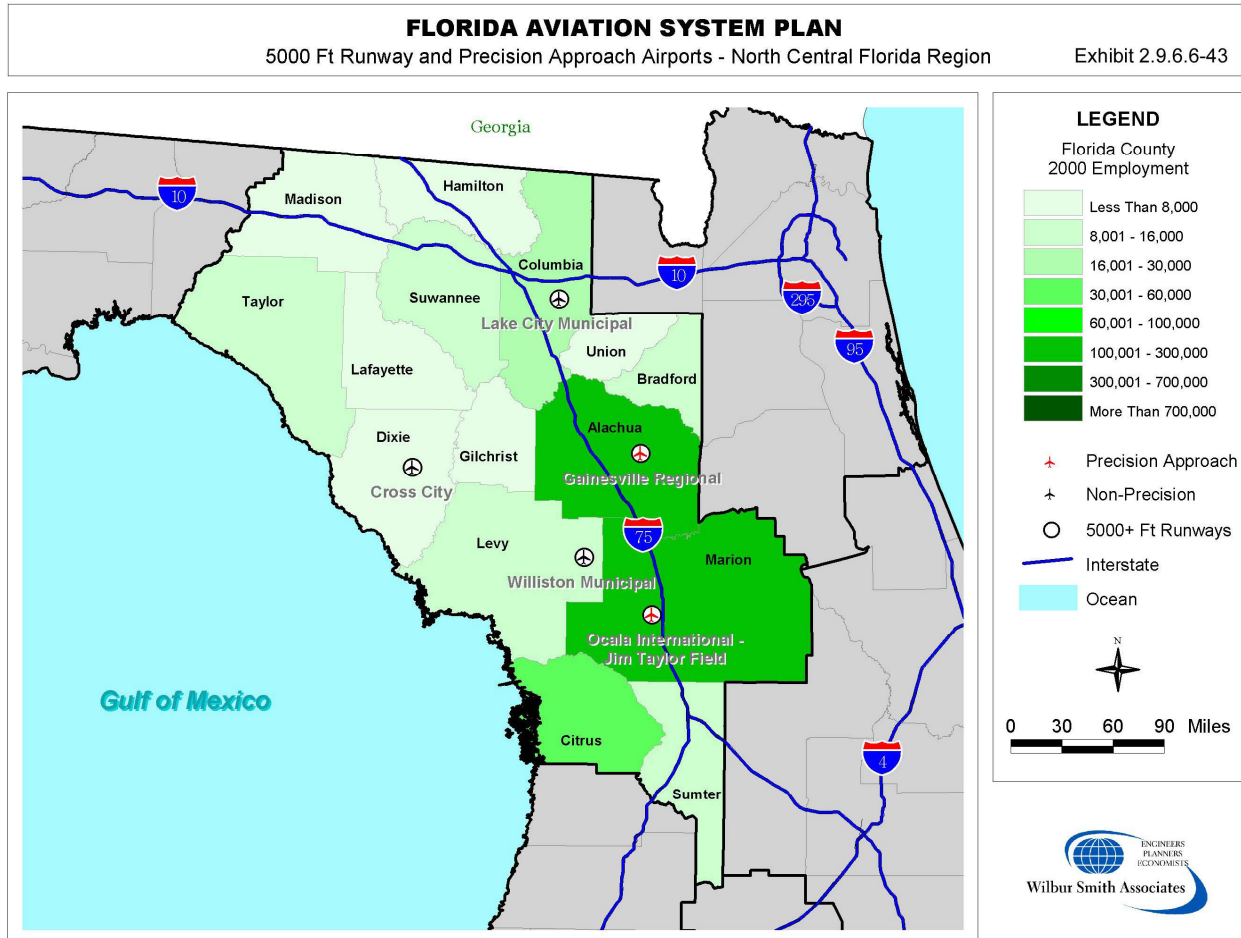 FLORIDA AVIATION SYSTEM PLAN
5000 Ft Runway and Precision Approach Airports - North Central Florida Region
Exhibit 2.9.6.6-43
Georgia
10
Madison
Hamilton
Columbia
10
Taylor
Suwannee
Lake City Municipal
295
Union
95
Lafayette
Bradford
Dixie
Alachua
Gilchrist
Gainesville Regional
Cross City
75
Levy
Marion
Williston Municipal
Ocala International -
Jim Taylor Field
Gulf of Mexico
Citrus
4
Sumter
LEGEND
Florida County
2000 Employment
Less Than 8,000
8,001 - 16,000
16,001 - 30,000
30,001 - 60,000
60,001 - 100,000
100,001 - 300,000
300,001 - 700,000
More Than 700,000
Precision Approach
Non-Precision
5000+ Ft Runways
Interstate
Ocean
N
0 30 60 90 Miles
ENGINEERS
PLANNERS
ECONOMISTS
Wilbur Smith Associates